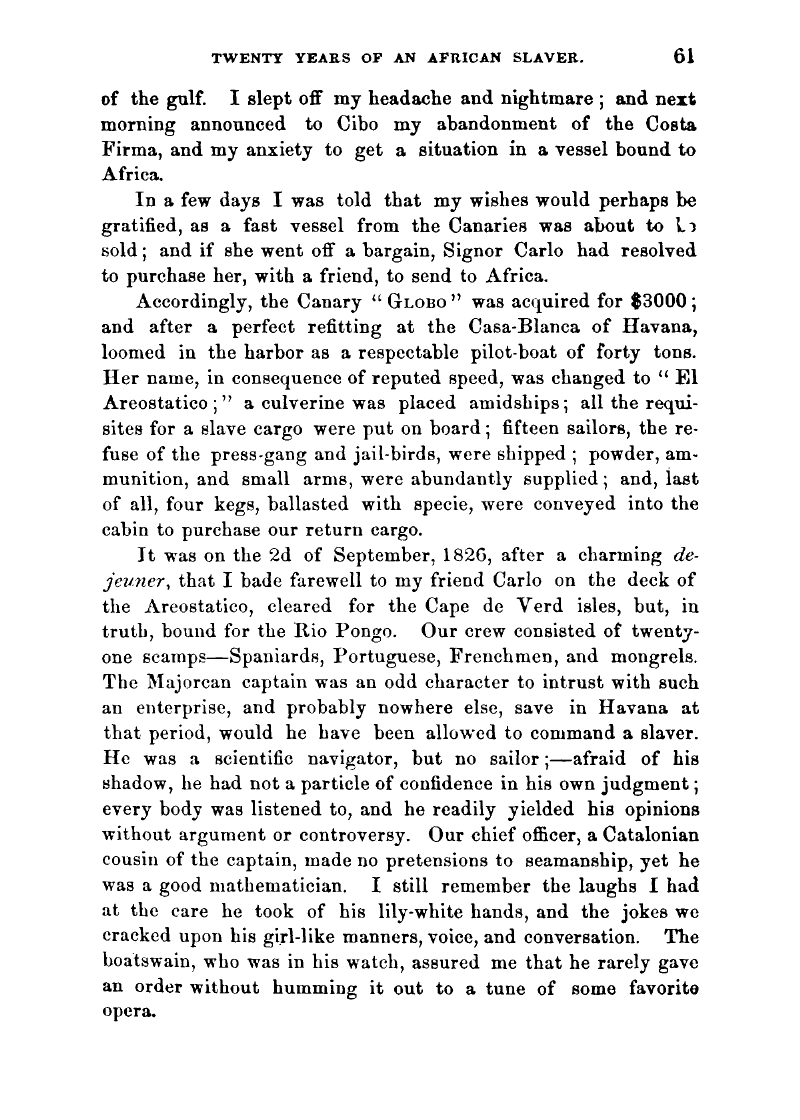 TWENTY YEARS OF AN AFRICAN SLAVER. 61
of the gulf. I slept off my headache and nightmare ; and next
morning announced to Cibo my abandonment of the Costa
Firma, and my anxiety to get a situation in a vessel bound to
Africa.
In a few days I was told that my wishes would perhaps be
gratified, as a fast vessel from the Canaries was about to
sold ; and if she went off a bargain, Signor Carlo had resolved
to purchase her, with a friend, to send to Africa.
Accordingly, the Canary “ GLOBO ” was acquired for $3000 ;
and after a perfect refitting at the Casa-Blanca of Havana,
loomed in the harbor as a respectable pilot-boat of forty tons.
Her name, in consequence of reputed speed, was changed to “ El
Areostatico ; ” a culverine was placed amidships ; all the requi-
sites for a slave cargo were put on board ; fifteen sailors, the re-
fuse of the press-gang and jail-birds, were shipped ; powder, am-
munition, and small arms, were abundantly supplied ; and, last
of all, four kegs, ballasted with specie, were conveyed into the
cabin to purchase our return cargo.
It was on the 2d of September, 1826, after a charming de-
jeuner, that I bade farewell to my friend Carlo on the deck of
the Areostatico, cleared for the Cape de Verd isles, but, in
truth, bound for the Rio Pongo. Our crew consisted of twenty-
one scamps—Spaniards, Portuguese, Frenchmen, and mongrels.
The Majorcan captain was an odd character to intrust with such
an enterprise, and probably nowhere else, save in Havana at
that period, would he have been allowed to command a slaver.
He was a scientific navigator, but no sailor ;—afraid of his
shadow, he had not a particle of confidence in his own judgment ;
every body was listened to, and he readily yielded his opinions
without argument or controversy. Our chief officer, a Catalonian
cousin of the captain, made no pretensions to seamanship, yet he
was a good mathematician. I still remember the laughs I had
at the care he took of his lily-white hands, and the jokes we
cracked upon his girl-like manners, voice, and conversation. The
boatswain, who was in his watch, assured me that he rarely gave
an order without humming it out to a tune of some favorite
opera.